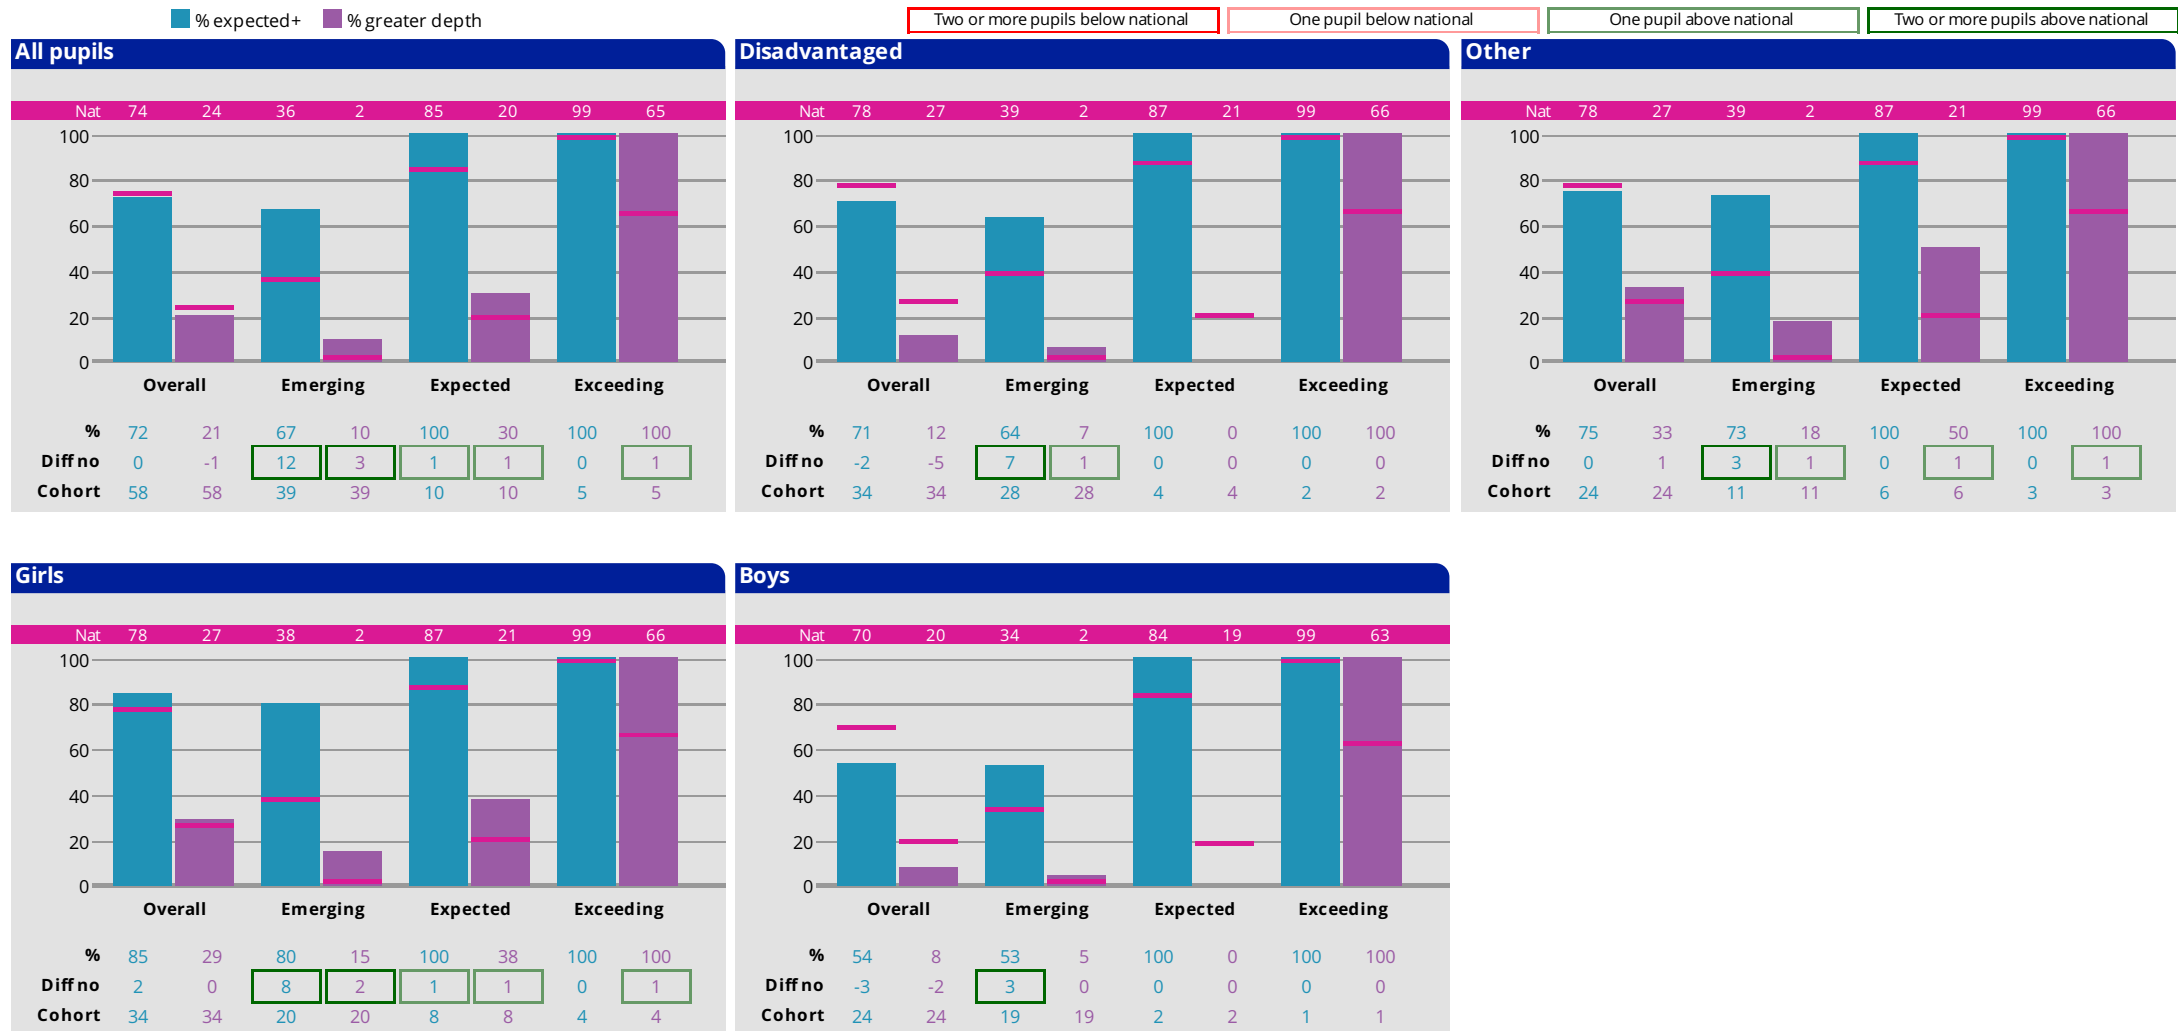 % expected+ % greater depth
Two or more pupils below national One pupil below national One pupil above national Two or more pupils above national
All pupils
Nat 74 24 36 2 85 20 99 65
100
80
60
40
20
0
Overall Emerging Expected Exceeding
% 72 21 67 10 100 30 100 100
Diff no 0 -1 12 3 1 1 0 1
Cohort 58 58 39 39 10 10 5 5
Disadvantaged
Nat 78 27 39 2 87 21 99 66
100
80
60
40
20
0
Overall Emerging Expected Exceeding
% 71 12 64 7 100 0 100 100
Diff no -2 -5 7 1 0 0 0 0
Cohort 34 34 28 28 4 4 2 2
Other
Nat 78 27 39 2 87 21 99 66
100
80
60
40
20
0
Overall Emerging Expected Exceeding
% 75 33 73 18 100 50 100 100
Diff no 0 1 3 1 0 1 0 1
Cohort 24 24 11 11 6 6 3 3
Girls
Nat 78 27 38 2 87 21 99 66
100
80
60
40
20
0
Overall Emerging Expected Exceeding
% 85 29 80 15 100 38 100 100
Diff no 2 0 8 2 1 1 0 1
Cohort 34 34 20 20 8 8 4 4
Boys
Nat 70 20 34 2 84 19 99 63
100
80
60
40
20
0
Overall Emerging Expected Exceeding
% 54 8 53 5 100 0 100 100
Diff no -3 -2 3 0 0 0 0 0
Cohort 24 24 19 19 2 2 1 1